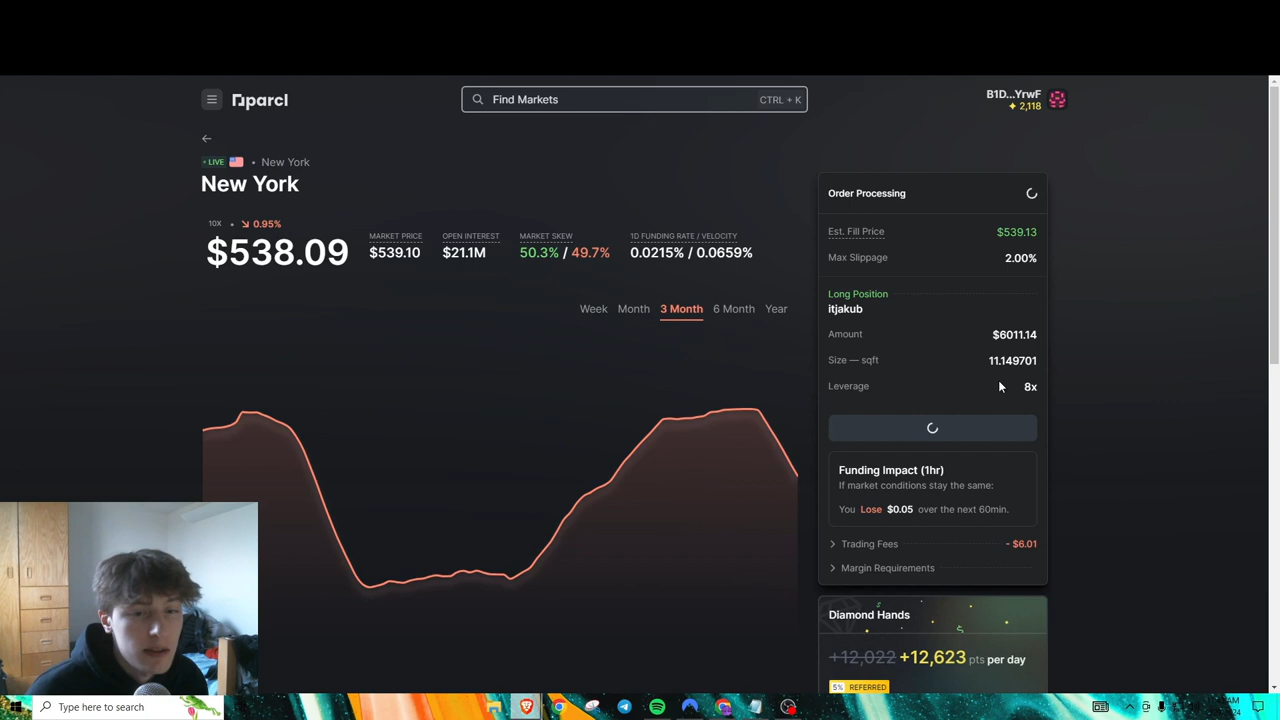 parcl
Find Markets
CTRL + K
B1D...YrwF
2,118
LIVE • New York
New York
10X • ↘ 0.95%
$538.09
MARKET PRICE
$539.10
OPEN INTEREST
$21.1M
MARKET SKEW
50.3% / 49.7%
1D FUNDING RATE / VELOCITY
0.0215% / 0.0659%
Week Month 3 Month 6 Month Year
Order Processing
Est. Fill Price $539.13
Max Slippage 2.00%
Long Position
itjakub
Amount $6011.14
Size — sqft 11.149701
Leverage 8x
Funding Impact (1hr)
If market conditions stay the same:
You Lose $0.05 over the next 60min.
Trading Fees - $6.01
Margin Requirements
Diamond Hands
+12,022 +12,623 pts per day
5% REFERRED
Type here to search